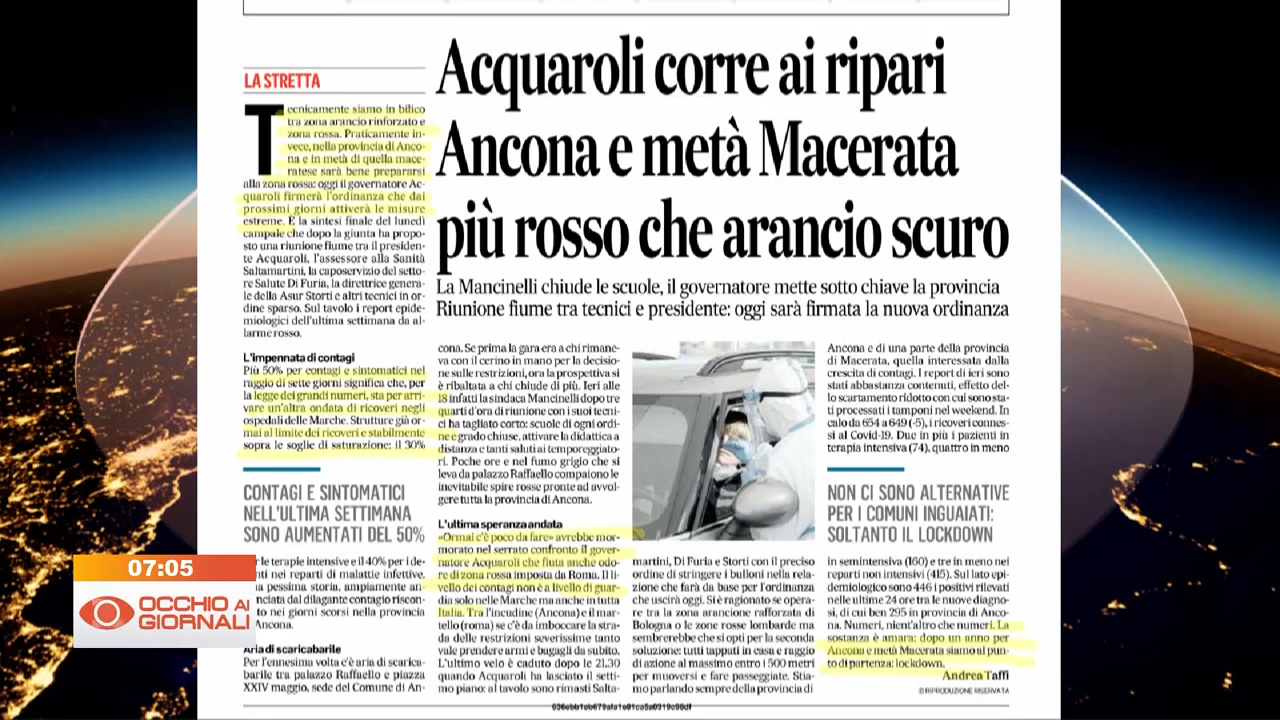 LA STRETTA
Acquaroli corre ai ripari
Ancona e metà Macerata
più rosso che arancio scuro
La Mancinelli chiude le scuole, il governatore mette sotto chiave la provincia
Riunione fiume tra tecnici e presidente: oggi sarà firmata la nuova ordinanza
Tecnicamente siamo in bilico
tra zona arancio rinforzato e
zona rossa. Praticamente in-
vece, nella provincia di Anco-
na e in metà di quella mace-
ratese sarà bene prepararsi
alla zona rossa: oggi il governatore Ac-
quaroli firmerà l'ordinanza che dai
prossimi giorni attiverà le misure
estreme. È la sintesi finale del lunedì
campale che dopo la giunta ha propo-
sto una riunione fiume tra il presiden-
te Acquaroli, l'assessore alla Sanità
Saltamartini, la caposervizio del setto-
re Salute Di Furia, la direttrice genera-
le della Asur Storti e altri tecnici in or-
dine sparso. Sul tavolo i report epide-
miologici dell'ultima settimana da al-
larme rosso.
L'impennata di contagi
Più 50% per contagi e sintomatici nel
raggio di sette giorni significa che, per
la legge dei grandi numeri, sta per arri-
vare un'altra ondata di ricoveri negli
ospedali delle Marche. Strutture già or-
mai al limite dei ricoveri e stabilmente
sopra le soglie di saturazione: il 30%
CONTAGI E SINTOMATICI
NELL'ULTIMA SETTIMANA
SONO AUMENTATI DEL 50%
r le terapie intensive il 40% per i de-
nti nei reparti di malattie infettive.
a pessima storia, ampiamente an-
nciata dal dilagante contagio riscon-
to nei giorni scorsi nella provincia
Ancona.
Aria di scaricabarile
Per l'ennesima volta c'è aria di scarica-
barile tra palazzo Raffaello e piazza
XXIV maggio, sede del Comune di An-
cona. Se prima la gara era a chi rimane-
va con il cerino in mano per la decisio-
ne sulle restrizioni, ora la prospettiva si
è ribaltata a chi chiude di più. Ieri alle
18 infatti la sindaca Mancinelli dopo tre
quarti d'ora di riunione con i suoi tecni-
ci ha tagliato corto: scuole di ogni ordi-
ne e grado chiuse, attivare la didattica a
distanza e tanti saluti ai temporeggiato-
ri. Poche ore e nel fumo grigio che si
leva da palazzo Raffaello compaiono le
inevitabile spire rosse pronte ad avvol-
gere tutta la provincia di Ancona.
L'ultima speranza andata
«Ormai c'è poco da fare» avrebbe mor-
morato nel serrato confronto il gover-
natore Acquaroli che fiuta anche odo-
re di zona rossa imposta da Roma. Il li-
vello dei contagi non è a livello di guar-
dia solo nelle Marche ma anche in tutta
Italia. Tra l'incudine (Ancona) e il mar-
tello (roma) se c'è da imboccare la stra-
da delle restrizioni severissime tanto
vale prendere armi e bugagli da subito.
L'ultimo velo è caduto dopo le 21.30
quando Acquaroli ha lasciato il setti-
mo piano: al tavolo sono rimasti Salta-
martini, Di Furia e Storti con il preciso
ordine di stringere i bulloni nella rela-
zione che farà da base per l'ordinanza
che uscirà oggi. Si è ragionato se opera-
re tra la zona arancione rafforzata di
Bologna o le zone rosse lombarde ma
sembrerebbe che si opti per la seconda
soluzione: tutti tappati in casa e raggio
di azione al massimo entro i 500 metri
per muoversi e fare passeggiate. Stia-
mo parlando sempre della provincia di
Ancona e di una parte della provincia
di Macerata, quella interessata dalla
crescita di contagi. I report di ieri sono
stati abbastanza contenuti, effetto del-
lo scartamento ridotto con cui sono sta-
ti processati i tamponi nel weekend. In
calo da 654 a 649 (-5), i ricoveri connes-
si al Covid-19. Due in più i pazienti in
terapia intensiva (74), quattro in meno
NON CI SONO ALTERNATIVE
PER I COMUNI INGUAIATI:
SOLTANTO IL LOCKDOWN
in semintensiva (160) e tre in meno nei
reparti non intensivi (415). Sul lato epi-
demiologico sono 446 i positivi rilevati
nelle ultime 24 ore tra le nuove diagno-
si, di cui ben 295 in provincia di Anco-
na. Numeri, nient'altro che numeri. La
sostanza è amara: dopo un anno per
Ancona e metà Macerata siamo al pun-
to di partenza: lockdown.
Andrea Taffi
© RIPRODUZIONE RISERVATA
07:05
OCCHIO AI
GIORNALI